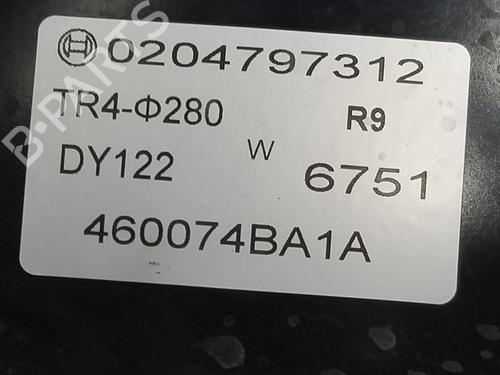 0204797312
TR4-Φ280 R9
DY122 W 6751
460074BA1A
B-PARTS